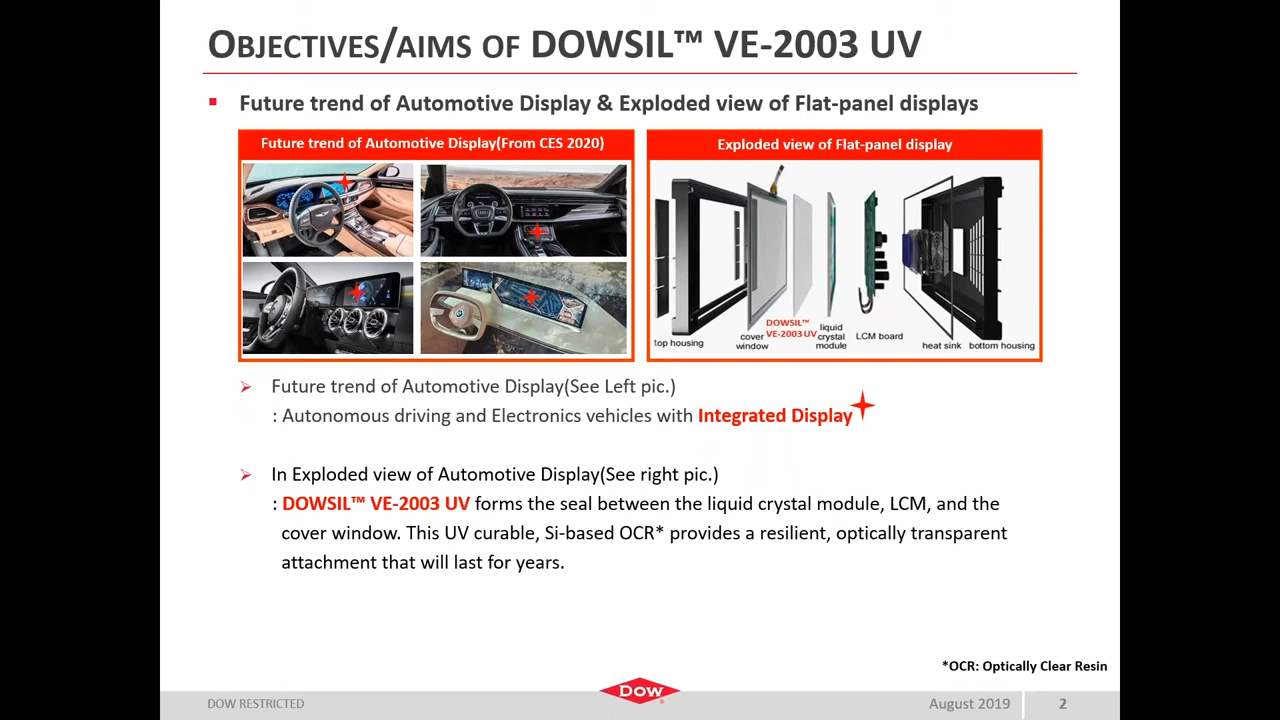 OBJECTIVES/AIMS OF DOWSIL™ VE-2003 UV
Future trend of Automotive Display & Exploded view of Flat-panel displays
Future trend of Automotive Display(From CES 2020)
Exploded view of Flat-panel display
top housing
cover
window
DOWSIL™
VE-2003 UV
liquid
crystal
module
LCM board
heat sink
bottom housing
Future trend of Automotive Display(See Left pic.)
: Autonomous driving and Electronics vehicles with Integrated Display
In Exploded view of Automotive Display(See right pic.)
: DOWSIL™ VE-2003 UV forms the seal between the liquid crystal module, LCM, and the
cover window. This UV curable, Si-based OCR* provides a resilient, optically transparent
attachment that will last for years.
*OCR: Optically Clear Resin
DOW RESTRICTED
Dow
August 2019
2